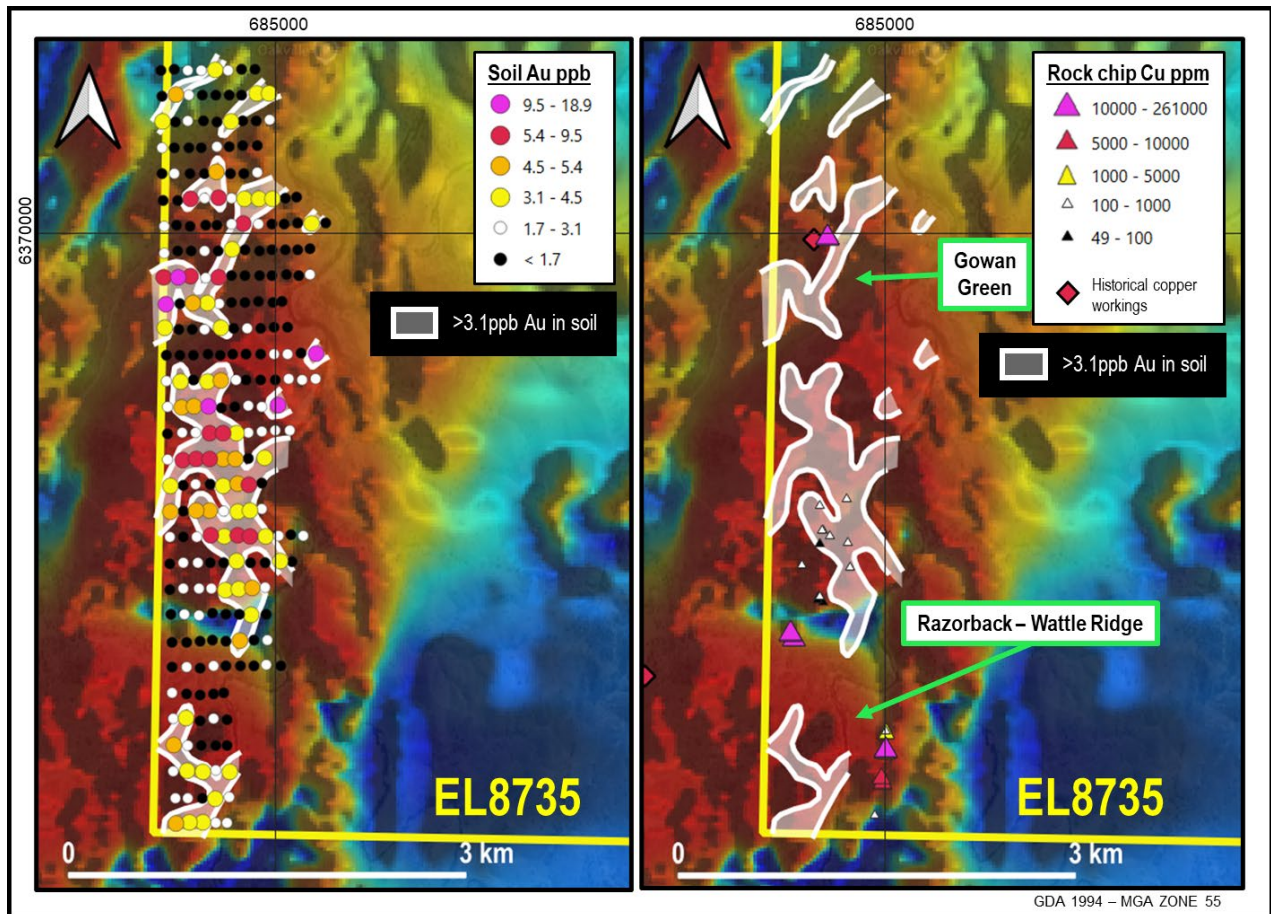 685000
685000
6370000
Soil Au ppb
9.5 - 18.9
5.4 - 9.5
4.5 - 5.4
3.1 - 4.5
1.7 - 3.1
< 1.7
>3.1ppb Au in soil
EL8735
0
3 km
Rock chip Cu ppm
10000 - 261000
5000 - 10000
1000 - 5000
100 - 1000
49 - 100
Historical copper
workings
>3.1ppb Au in soil
Gowan
Green
Razorback – Wattle Ridge
EL8735
0
3 km
GDA 1994 – MGA ZONE 55